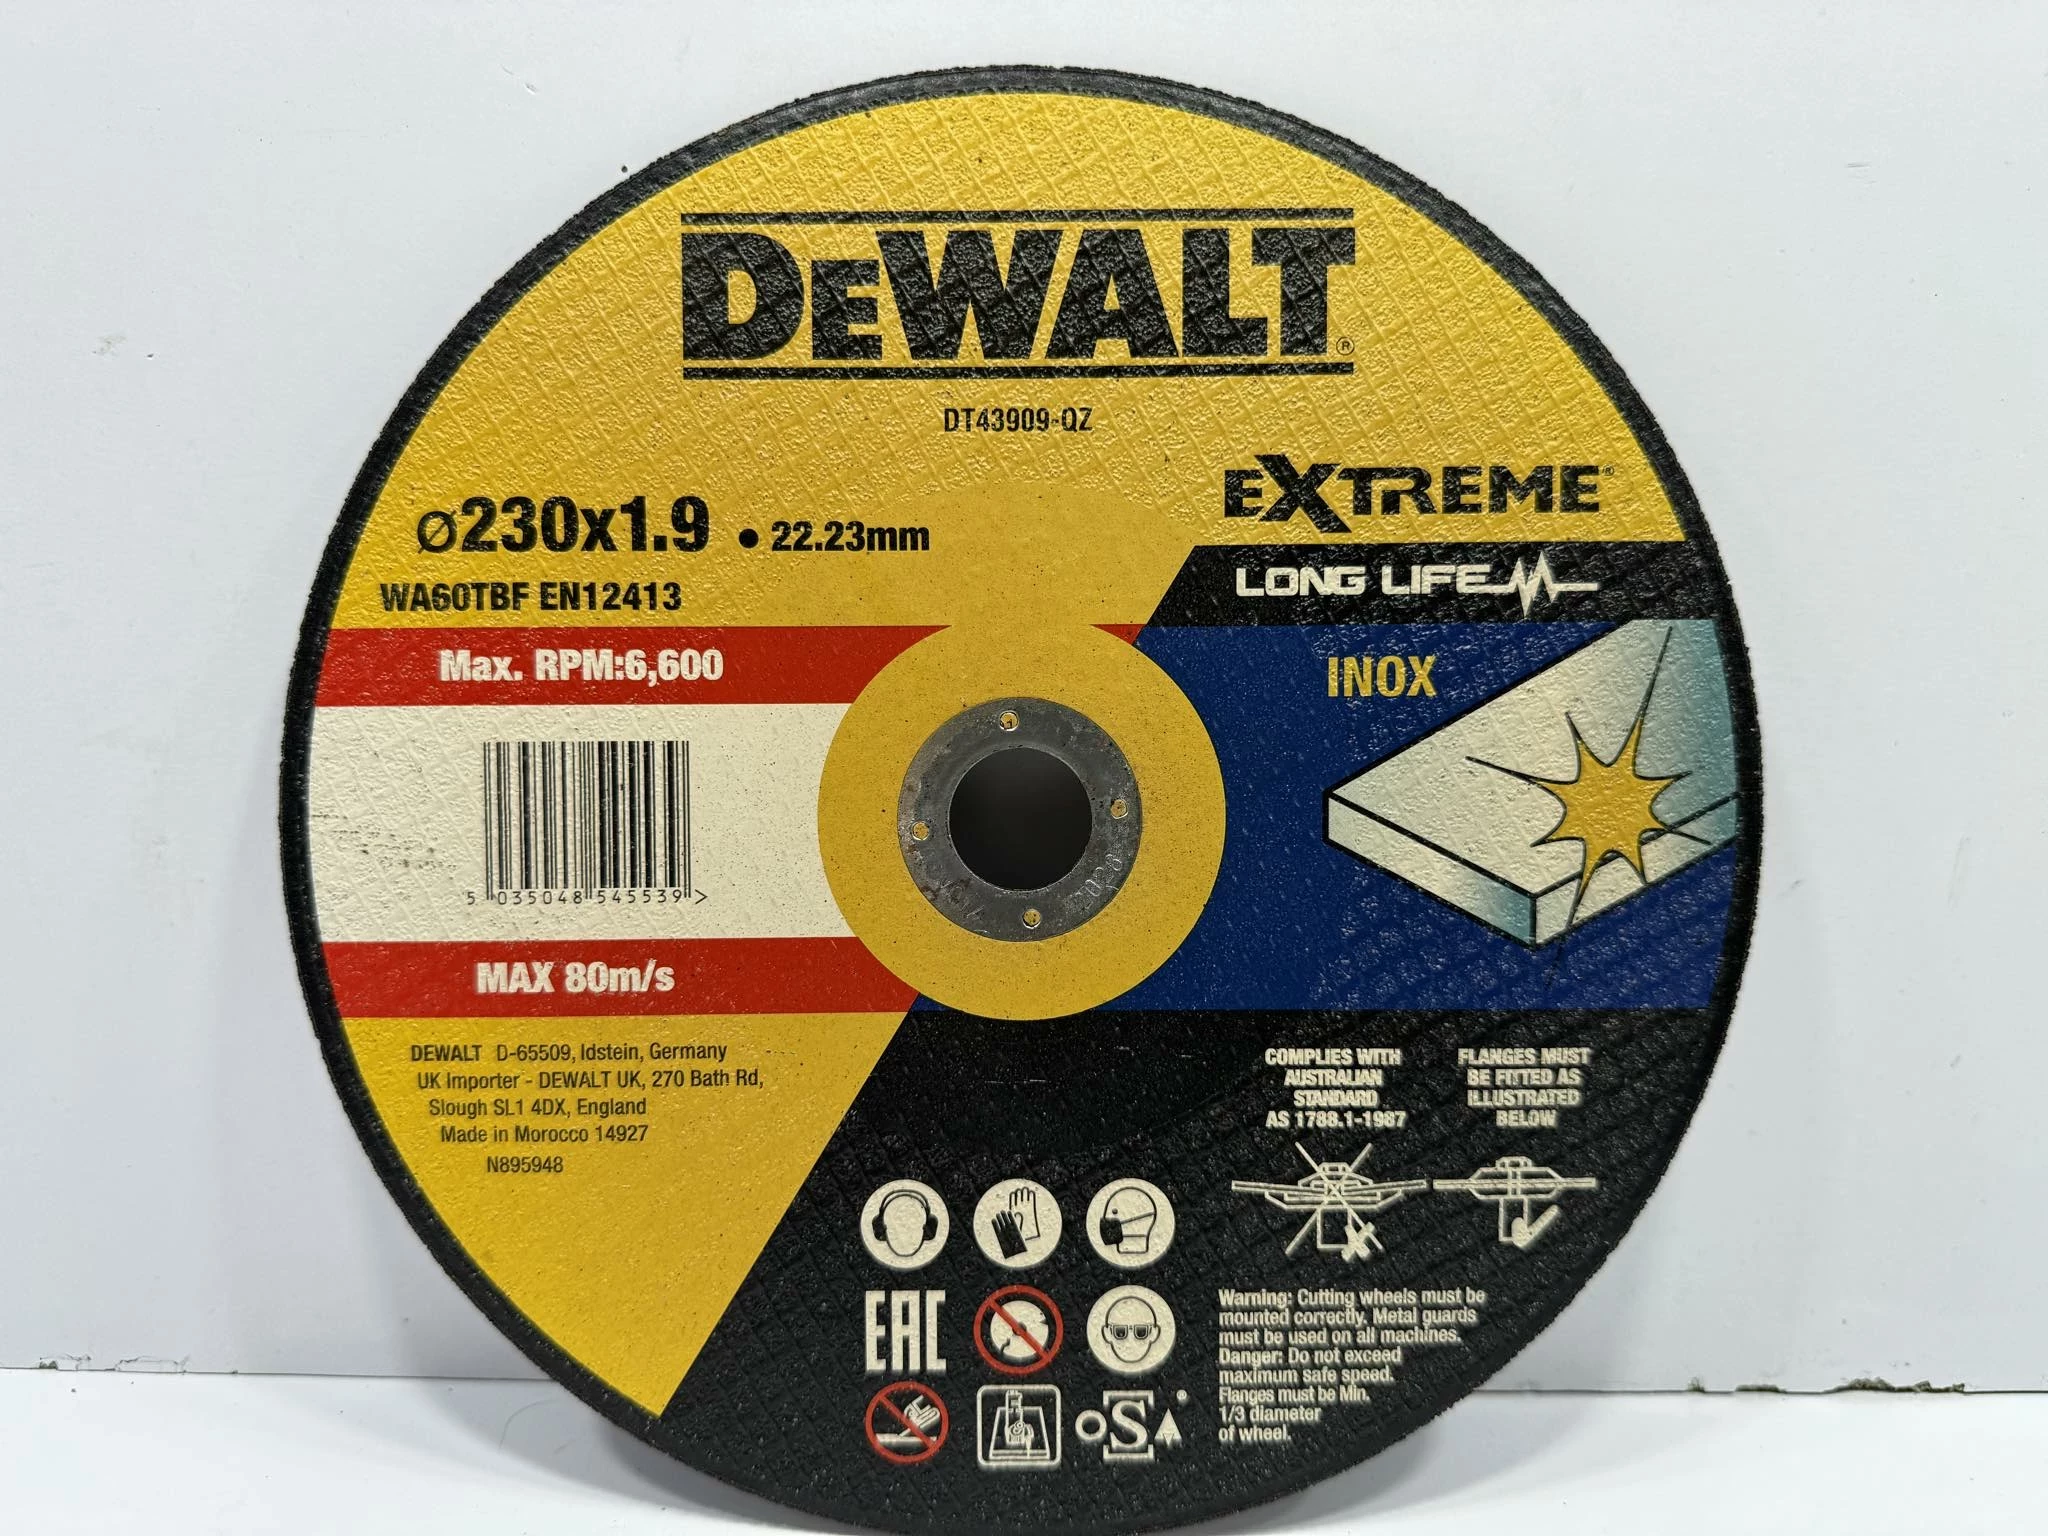 DEWALT®
DT43909-QZ
EXTREME®
LONG LIFE
Ø230x1.9 • 22.23mm
WA60TBF EN12413
Max. RPM:6,600
INOX
5 035048 545539 >
MAX 80m/s
DEWALT D-65509, Idstein, Germany
UK Importer - DEWALT UK, 270 Bath Rd,
Slough SL1 4DX, England
Made in Morocco 14927
N895948
COMPLIES WITH
AUSTRALIAN
STANDARD
AS 1788.1-1987
FLANGES MUST
BE FITTED AS
ILLUSTRATED
BELOW
EAC
oSA®
Warning: Cutting wheels must be
mounted correctly. Metal guards
must be used on all machines.
Danger: Do not exceed
maximum safe speed.
Flanges must be Min.
1/3 diameter
of wheel.